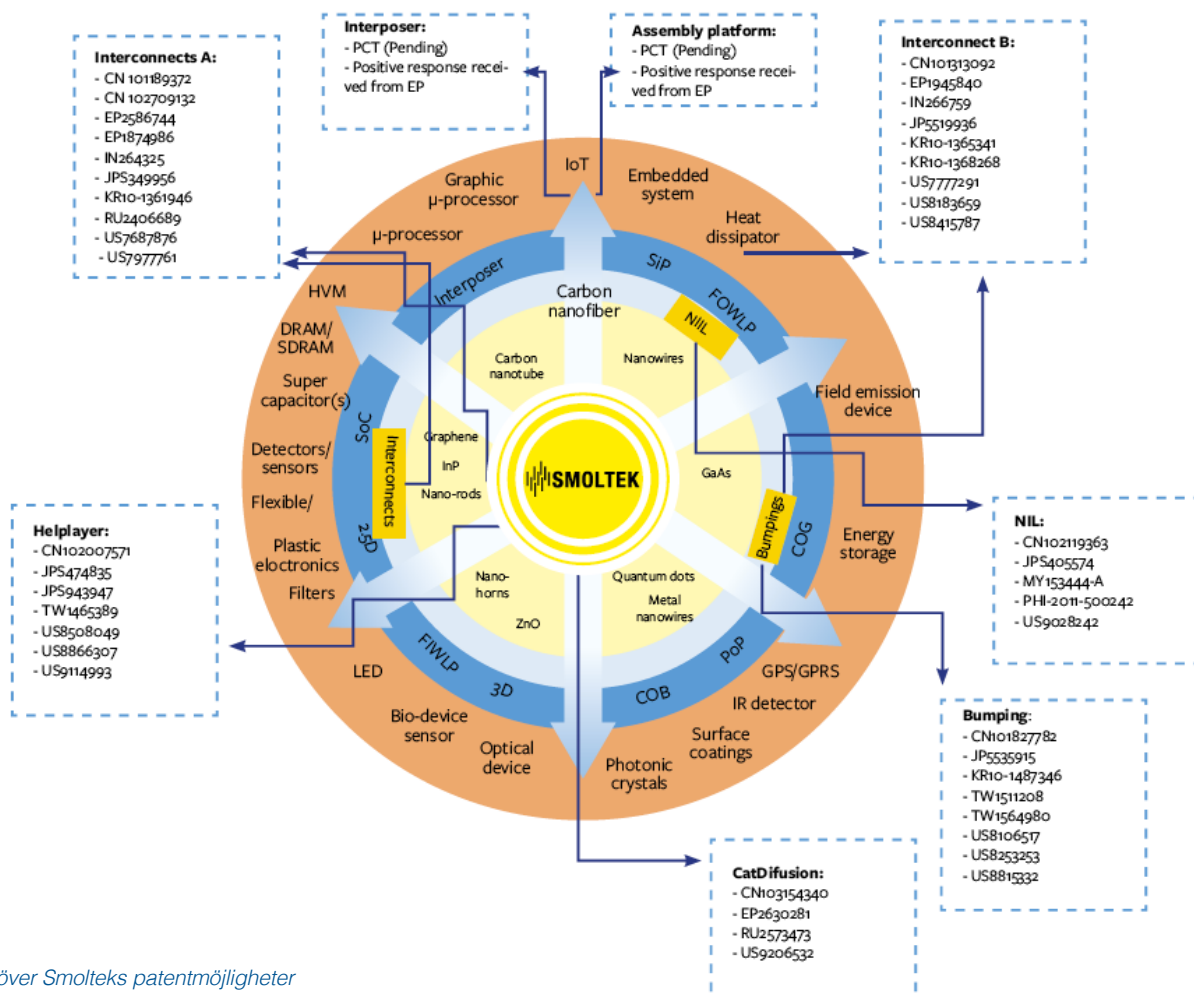 Interposer:
- PCT (Pending)
- Positive response recei-
ved from EP
Assembly platform:
- PCT (Pending)
- Positive response recei-
ved from EP
Interconnects A:
- CN 101189372
- CN 102709132
- EP2586744
- EP1874986
- IN264325
- JPS349956
- KR10-1361946
- RU2406689
- US7687876
- US7977761
Interconnect B:
- CN101313092
- EP1945840
- IN266759
- JP5519936
- KR10-1365341
- KR10-1368268
- US7777291
- US8183659
- US8415787
IoT
Graphic
µ-processor
Embedded
system
µ-processor
Heat
dissipator
HVM
DRAM/
SDRAM
Super
capacitor(s)
Detectors/
sensors
Flexible/
Plastic
eloctronics
Filters
LED
Bio-device
sensor
Optical
device
Photonic
crystals
Surface
coatings
IR detector
GPS/GPRS
Energy
storage
Field emission
device
Interposer
SiP
FOWLP
COG
PoP
COB
3D
FIWLP
2.5D
SoC
Interconnects
NIIL
Bumpings
Carbon
nanofiber
Carbon
nanotube
Nanowires
Graphene
InP
Nano-rods
GaAs
Nano-
horns
ZnO
Quantum dots
Metal
nanowires
SMOLTEK
Helplayer:
- CN102007571
- JPS474835
- JPS943947
- TW1465389
- US8508049
- US8866307
- US9114993
NIL:
- CN102119363
- JPS405574
- MY153444-A
- PHI-2011-500242
- US9028242
Bumping:
- CN101827782
- JP5535915
- KR10-1487346
- TW1511208
- TW1564980
- US8106517
- US8253253
- US8815332
CatDifusion:
- CN103154340
- EP2630281
- RU2573473
- US9206532
över Smolteks patentmöjligheter